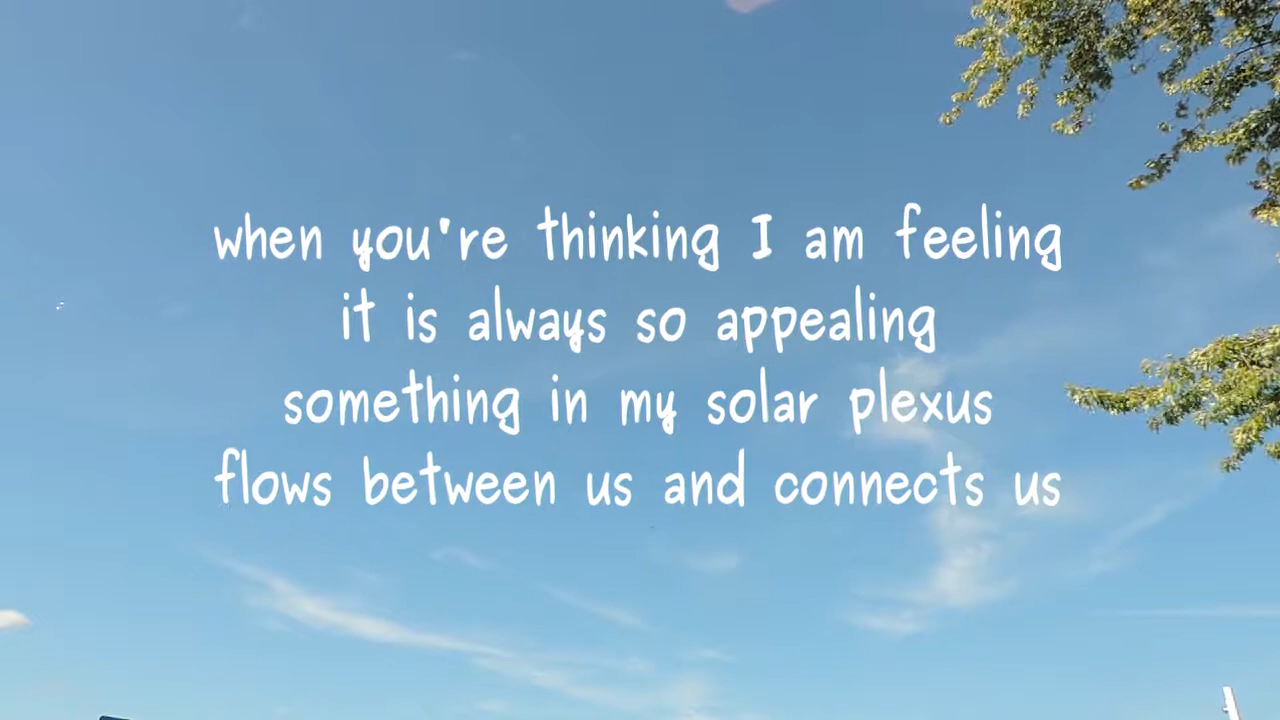 when you're thinking I am feeling
it is always so appealing
something in my solar plexus
flows between us and connects us